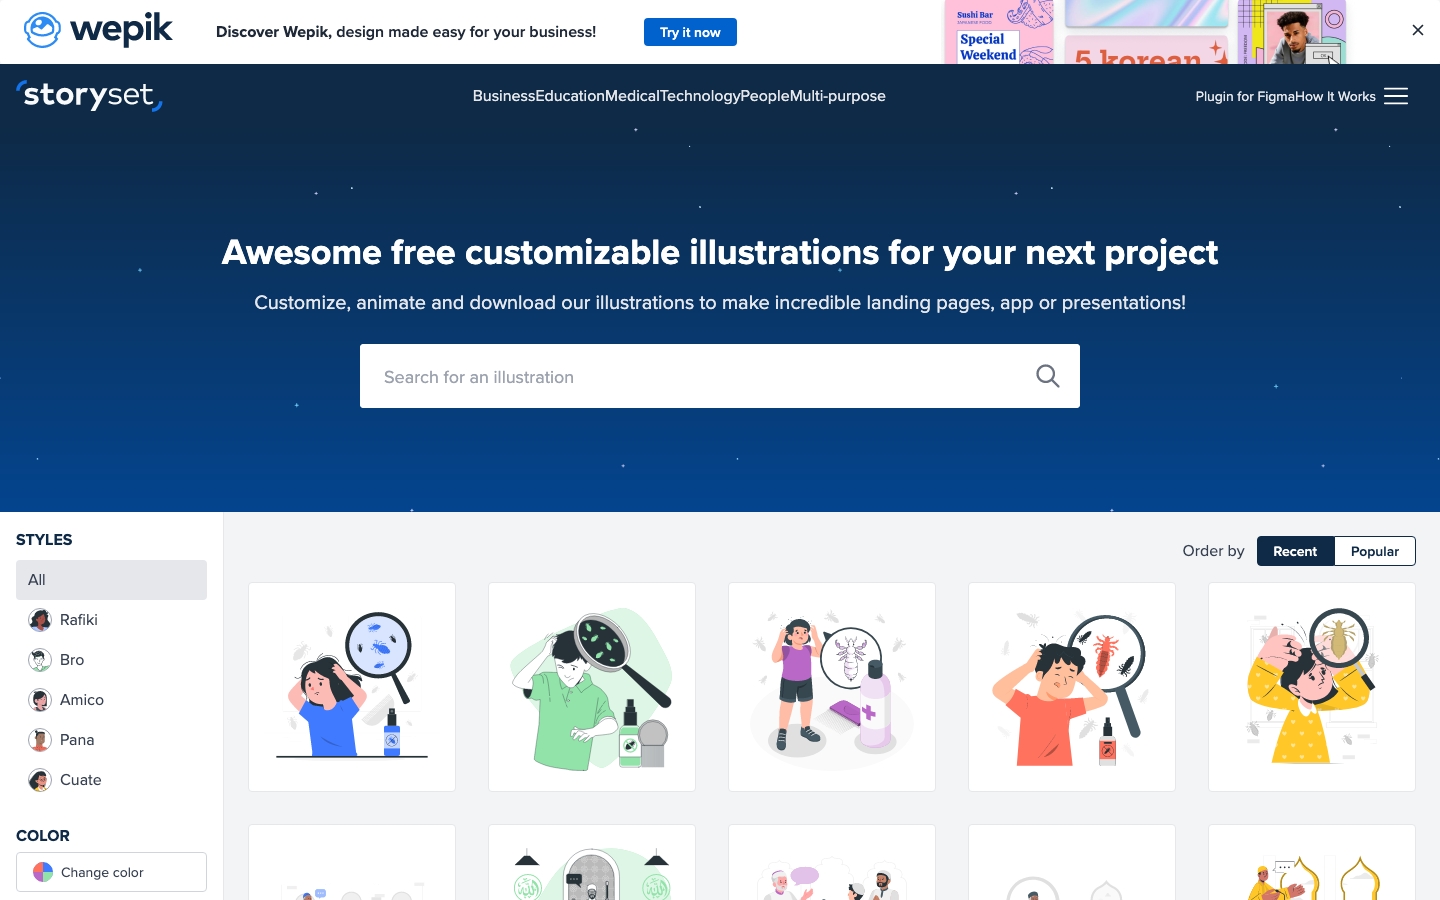 wepik
Discover Wepik, design made easy for your business!
Try it now
Sushi Bar
JAPANESE FOOD
Special
Weekend
5 korean
storyset
Business Education Medical Technology People Multi-purpose
Plugin for Figma How It Works
Awesome free customizable illustrations for your next project
Customize, animate and download our illustrations to make incredible landing pages, app or presentations!
Search for an illustration
STYLES
All
Rafiki
Bro
Amico
Pana
Cuate
COLOR
Change color
Order by
Recent
Popular